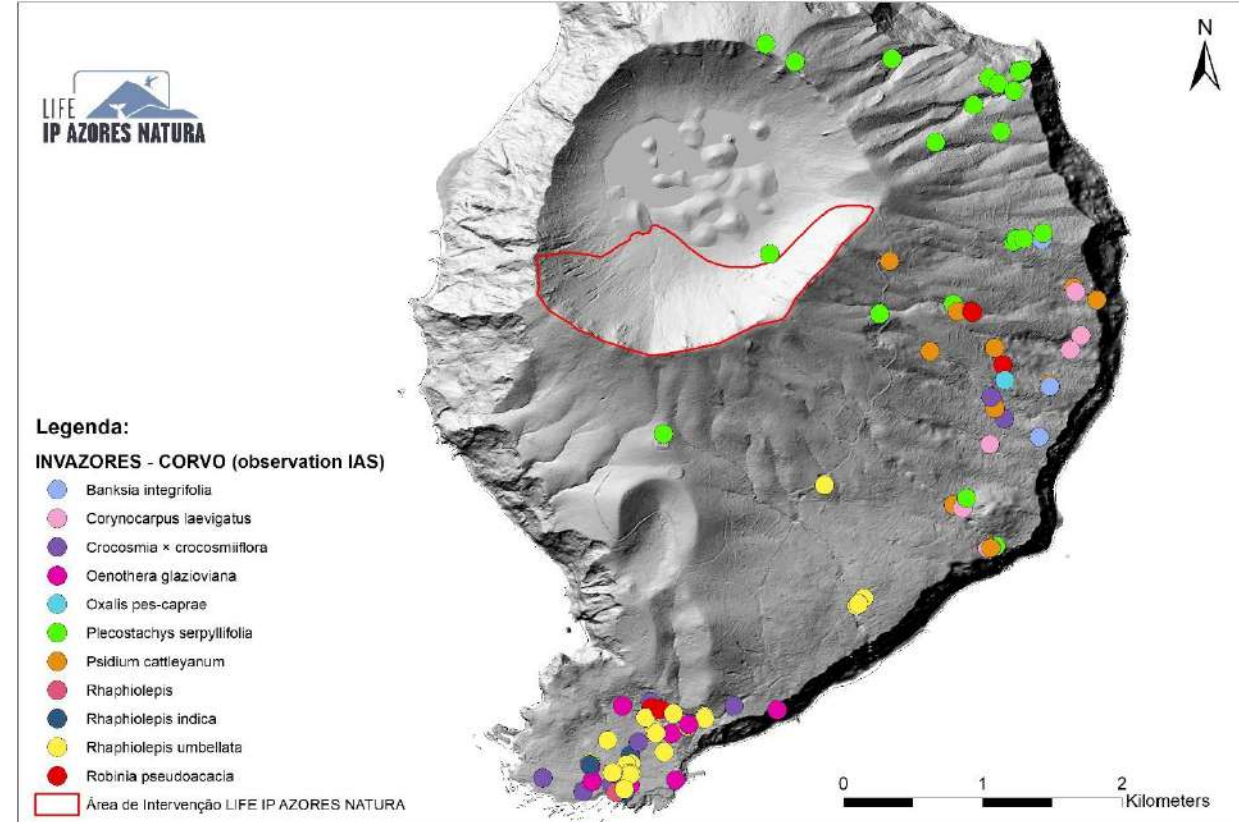 LIFE
IP AZORES NATURA
N
Legenda:
INVAZORES - CORVO (observation IAS)
Banksia integrifolia
Corynocarpus laevigatus
Crocosmia × crocosmiiflora
Oenothera glazioviana
Oxalis pes-caprae
Plecostachys serpyllifolia
Psidium cattleyanum
Rhaphiolepis
Rhaphiolepis indica
Rhaphiolepis umbellata
Robinia pseudoacacia
Área de Intervenção LIFE IP AZORES NATURA
0 1 2
Kilometers